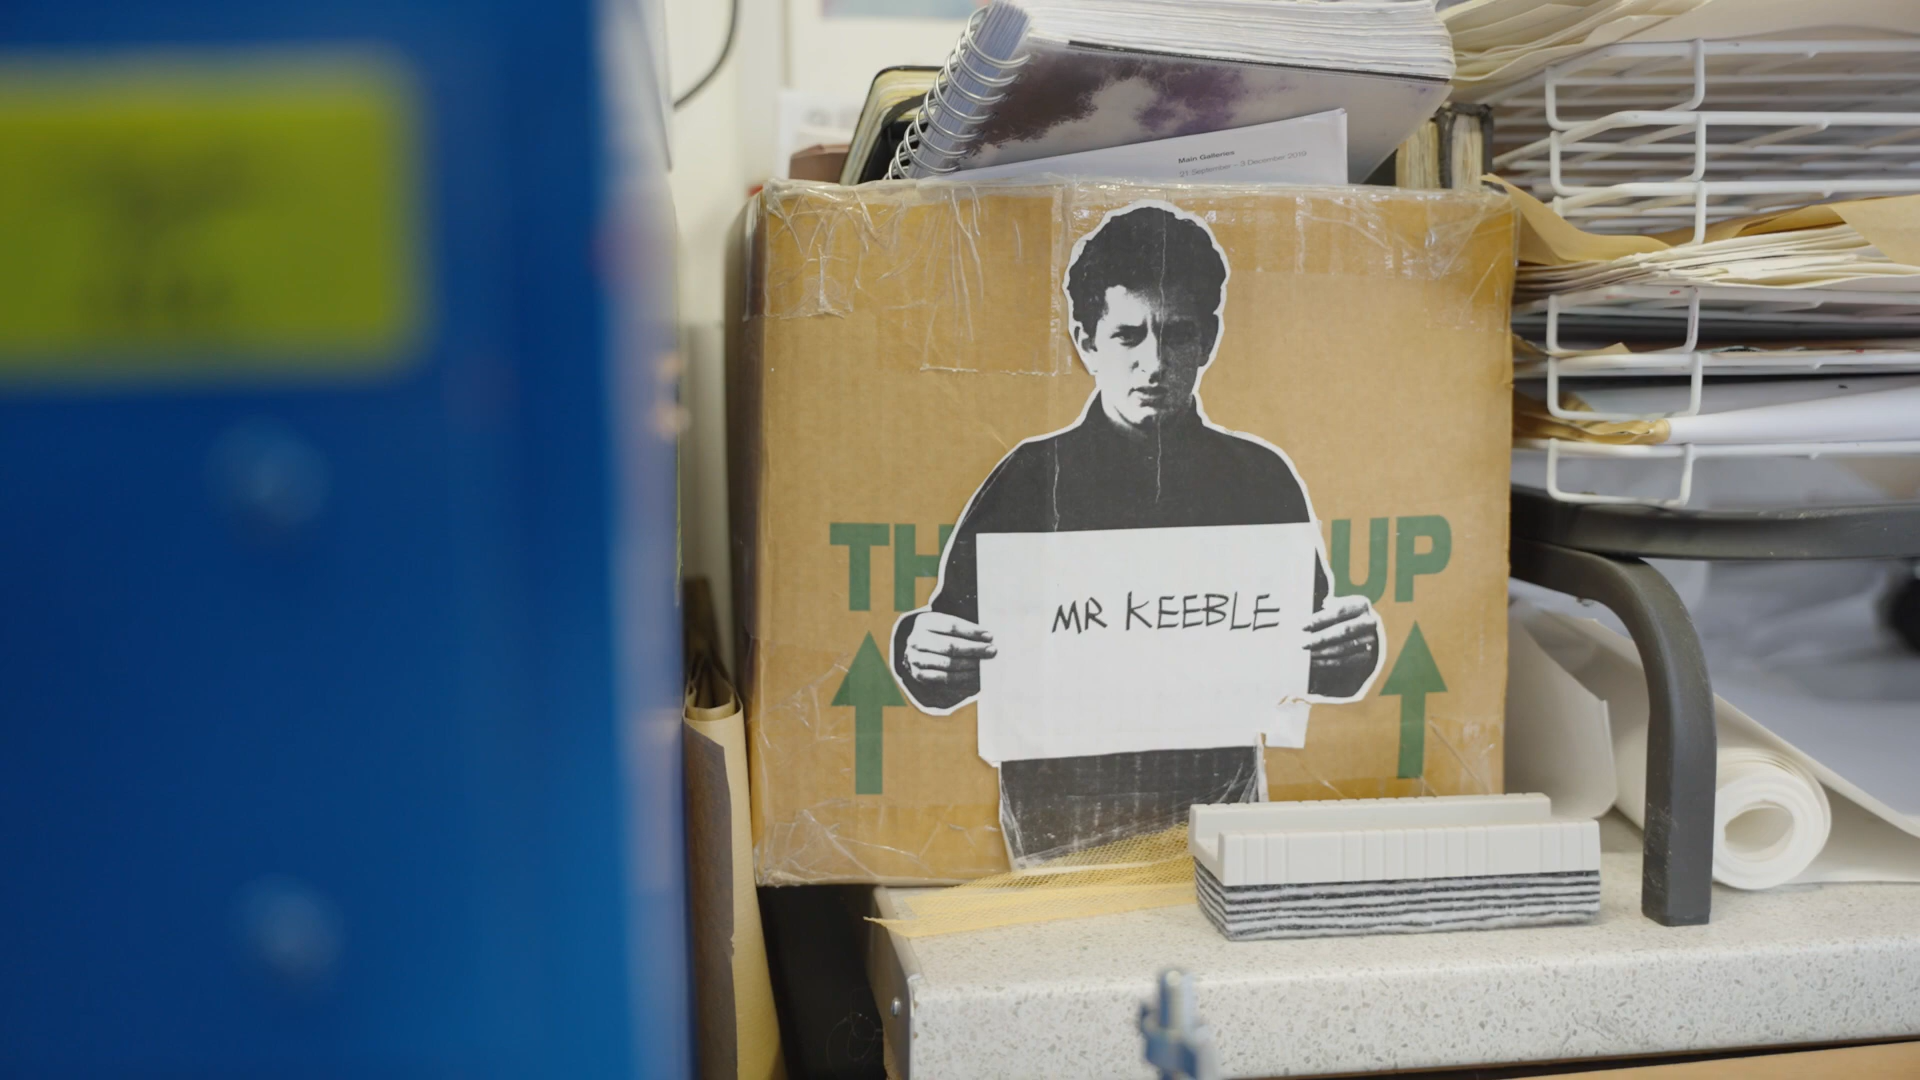 Main Galleries
21 September – 3 December 2019
TH
UP
MR KEEBLE